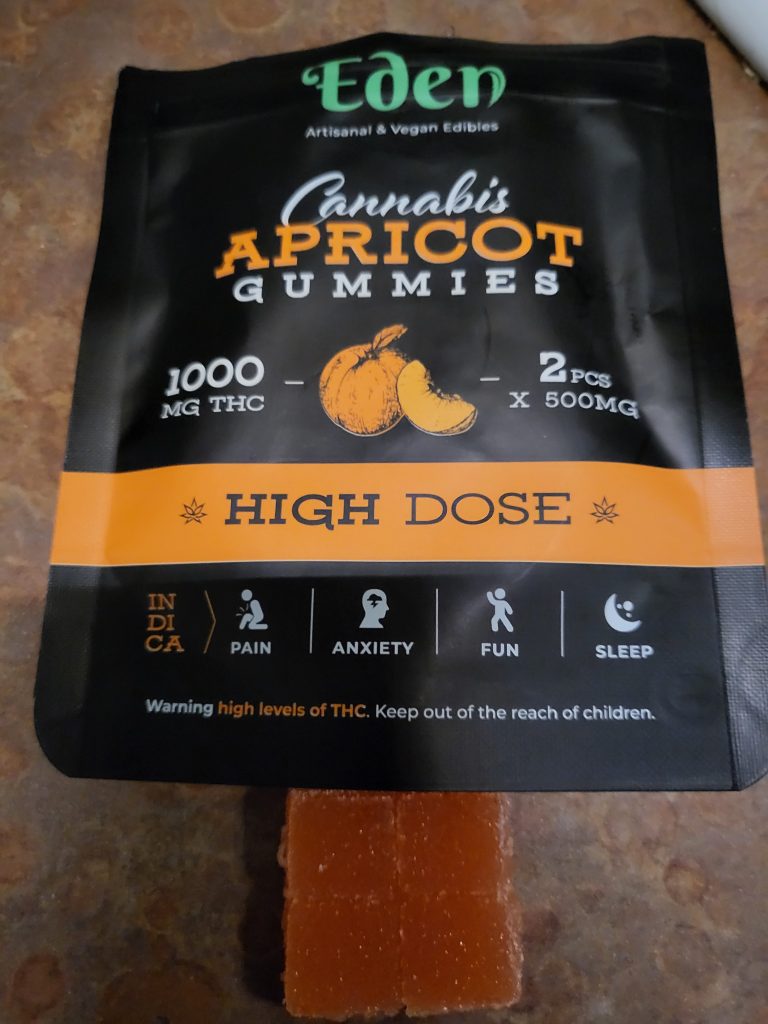 Eden
Artisanal & Vegan Edibles
Cannabis
APRICOT
GUMMIES
1000
MG THC
2 PCS
X 500MG
HIGH DOSE
IN
DI
CA
PAIN
ANXIETY
FUN
SLEEP
Warning high levels of THC. Keep out of the reach of children.